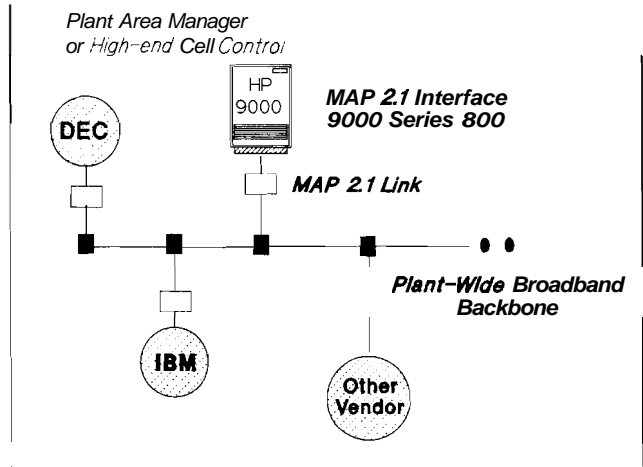 Plant Area Manager
or High-end Cell Control
HP
9000
MAP 2.1 Interface
9000 Series 800
DEC
MAP 2.1 Link
Plant-Wide Broadband
Backbone
IBM
Other
Vendor